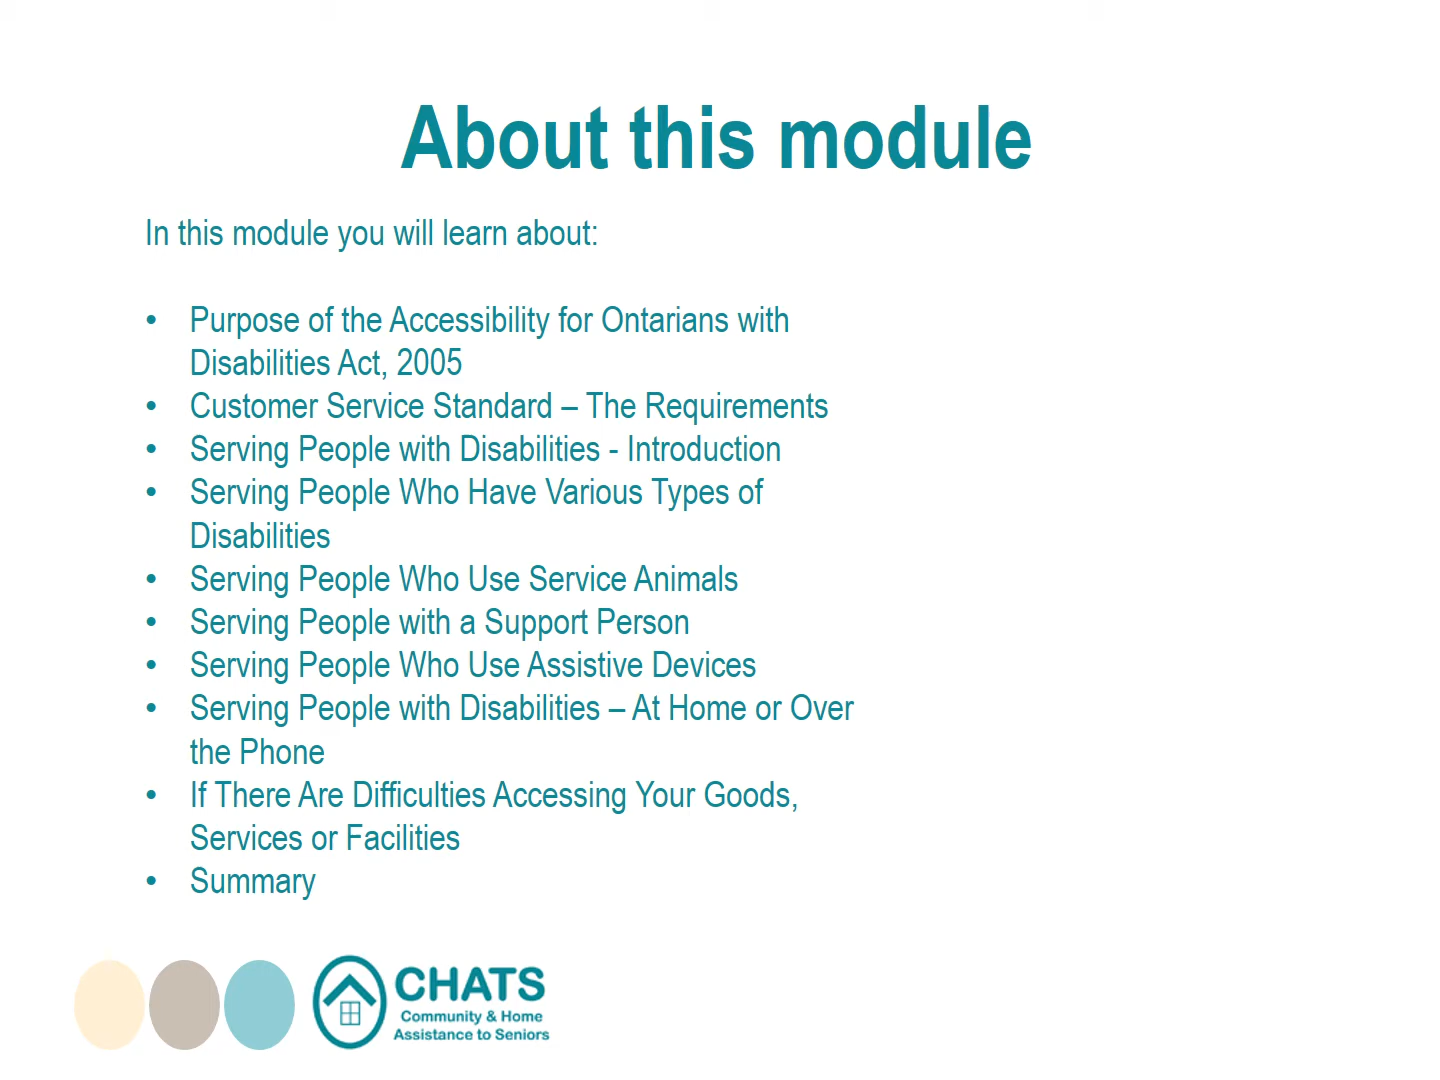 About this module
In this module you will learn about:
• Purpose of the Accessibility for Ontarians with
Disabilities Act, 2005
• Customer Service Standard – The Requirements
• Serving People with Disabilities - Introduction
• Serving People Who Have Various Types of
Disabilities
• Serving People Who Use Service Animals
• Serving People with a Support Person
• Serving People Who Use Assistive Devices
• Serving People with Disabilities – At Home or Over
the Phone
• If There Are Difficulties Accessing Your Goods,
Services or Facilities
• Summary
CHATS
Community & Home
Assistance to Seniors